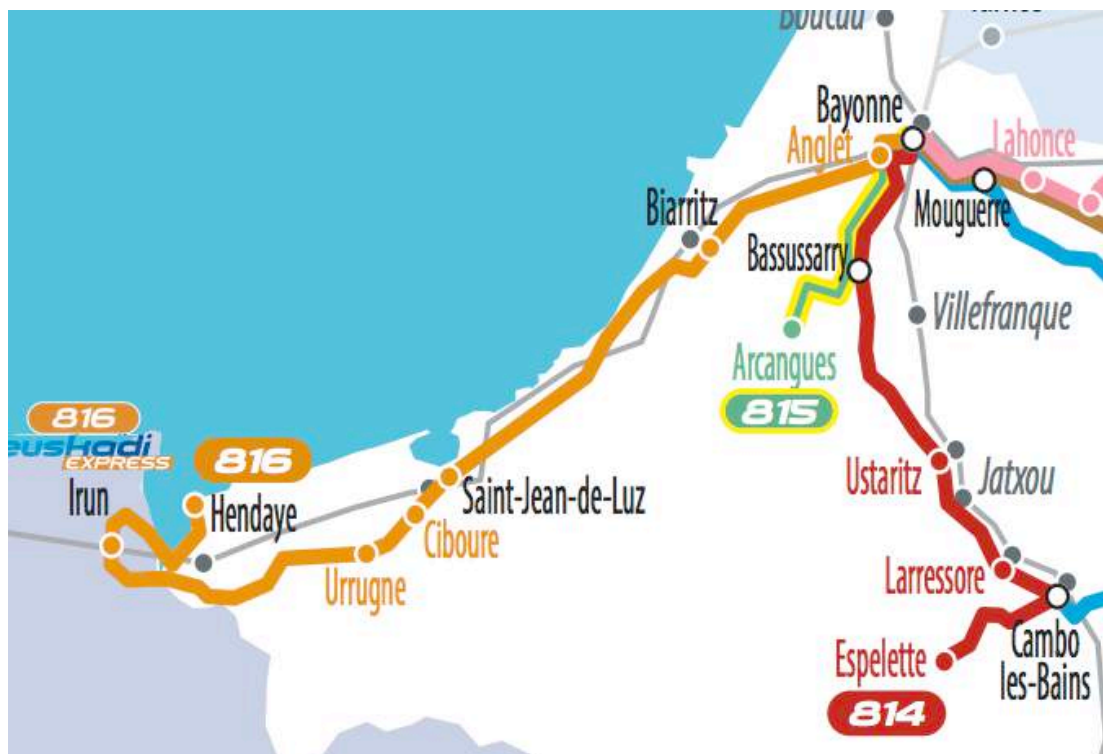 Boucau
Bayonne
Anglet
Lahonce
Biarritz
Mouguerre
Bassussarry
Villefranque
Arcangues
815
816
euskadi
EXPRESS
816
Irun
Hendaye
Saint-Jean-de-Luz
Ciboure
Urrugne
Ustaritz
Jatxou
Larressore
Espelette
Cambo
les-Bains
814